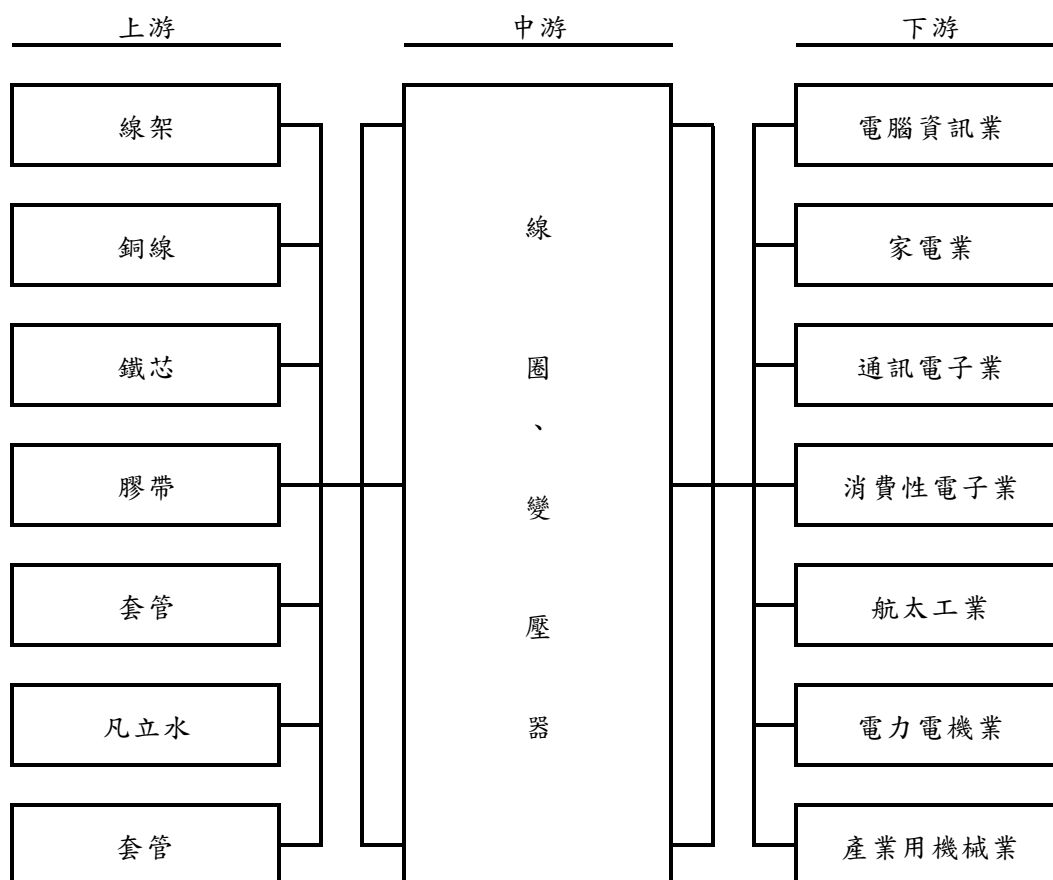 上游
中游
下游
線架
銅線
鐵芯
膠帶
套管
凡立水
套管
線
圈
、
變
壓
器
電腦資訊業
家電業
通訊電子業
消費性電子業
航太工業
電力電機業
產業用機械業